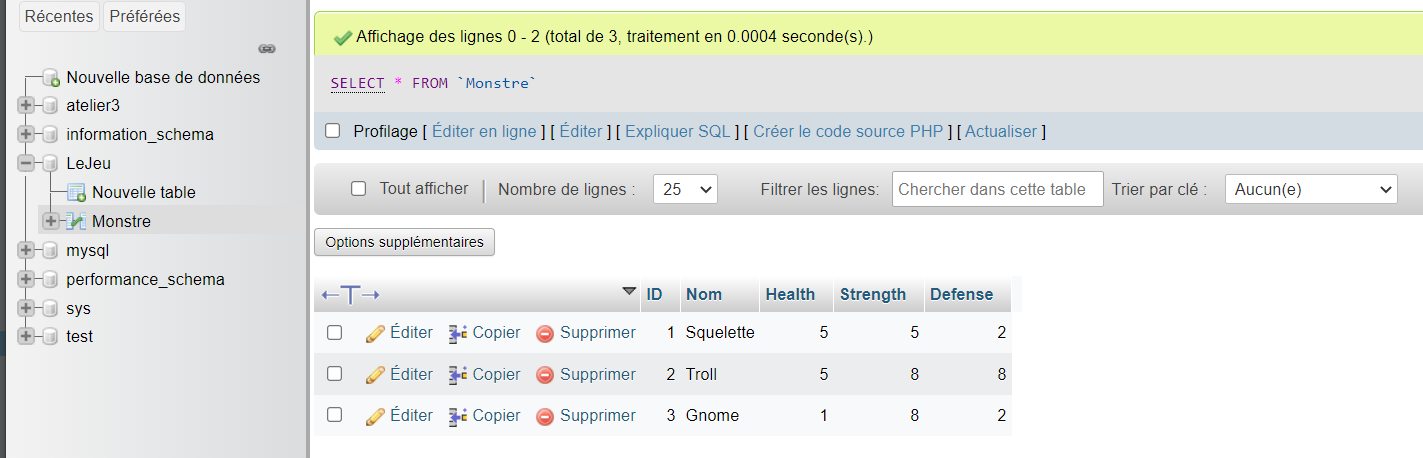 Récentes Préférées
Nouvelle base de données
atelier3
information_schema
LeJeu
Nouvelle table
Monstre
mysql
performance_schema
sys
test
Affichage des lignes 0 - 2 (total de 3, traitement en 0.0004 seconde(s).)
SELECT * FROM `Monstre`
Profilage [ Éditer en ligne ] [ Éditer ] [ Expliquer SQL ] [ Créer le code source PHP ] [ Actualiser ]
Tout afficher Nombre de lignes : 25 Filtrer les lignes: Chercher dans cette table Trier par clé : Aucun(e)
Options supplémentaires
←T→ ID Nom Health Strength Defense
Éditer Copier Supprimer 1 Squelette 5 5 2
Éditer Copier Supprimer 2 Troll 5 8 8
Éditer Copier Supprimer 3 Gnome 1 8 2